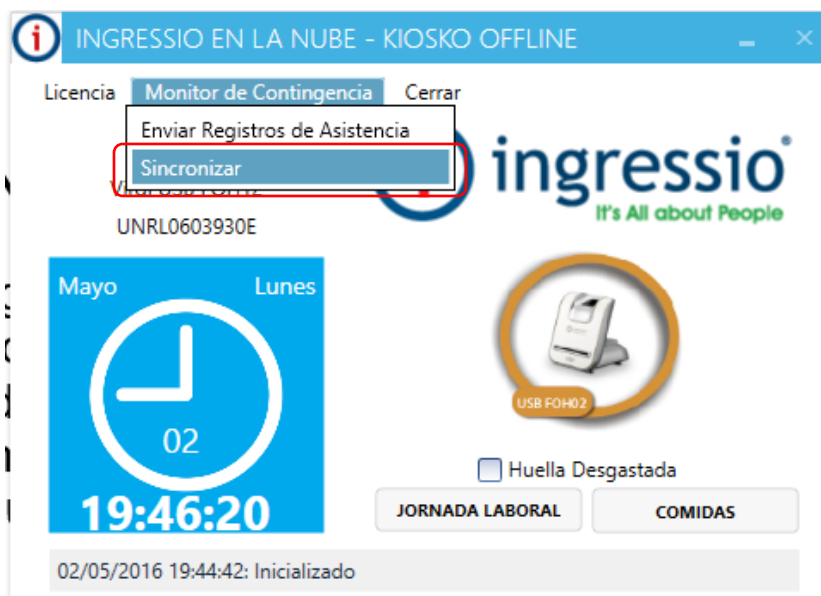 INGRESSIO EN LA NUBE - KIOSKO OFFLINE
Licencia Monitor de Contingencia Cerrar
Enviar Registros de Asistencia
Sincronizar
UNRL0603930E
ingressio
It's All about People
Mayo Lunes
02
19:46:20
USB FOH02
Huella Desgastada
JORNADA LABORAL COMIDAS
02/05/2016 19:44:42: Inicializado